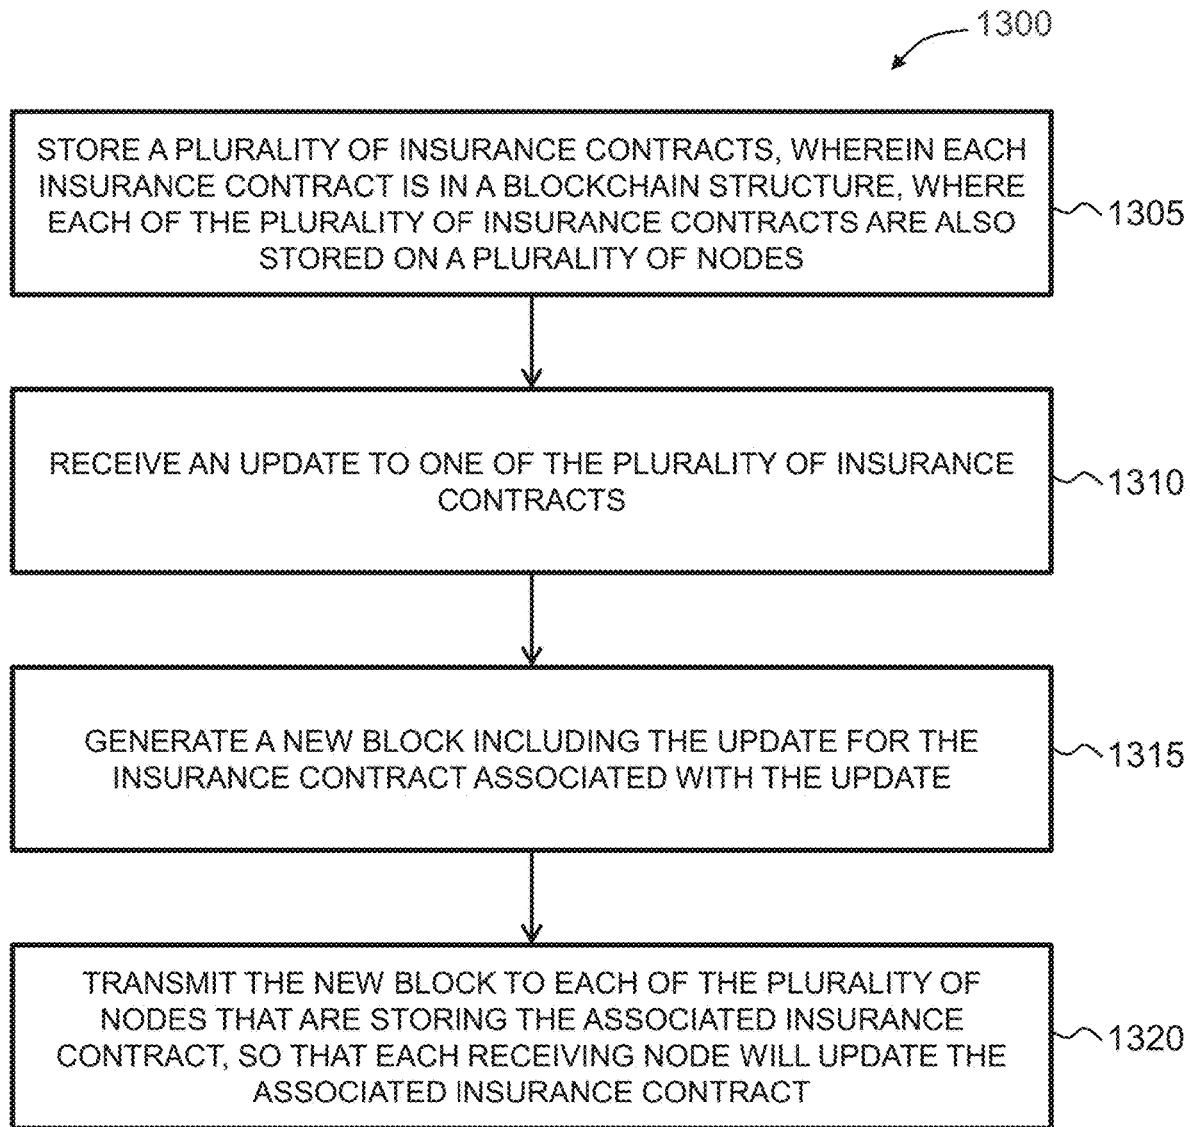 1300
STORE A PLURALITY OF INSURANCE CONTRACTS, WHEREIN EACH
INSURANCE CONTRACT IS IN A BLOCKCHAIN STRUCTURE, WHERE
EACH OF THE PLURALITY OF INSURANCE CONTRACTS ARE ALSO
STORED ON A PLURALITY OF NODES
1305
RECEIVE AN UPDATE TO ONE OF THE PLURALITY OF INSURANCE
CONTRACTS
1310
GENERATE A NEW BLOCK INCLUDING THE UPDATE FOR THE
INSURANCE CONTRACT ASSOCIATED WITH THE UPDATE
1315
TRANSMIT THE NEW BLOCK TO EACH OF THE PLURALITY OF
NODES THAT ARE STORING THE ASSOCIATED INSURANCE
CONTRACT, SO THAT EACH RECEIVING NODE WILL UPDATE THE
ASSOCIATED INSURANCE CONTRACT
1320